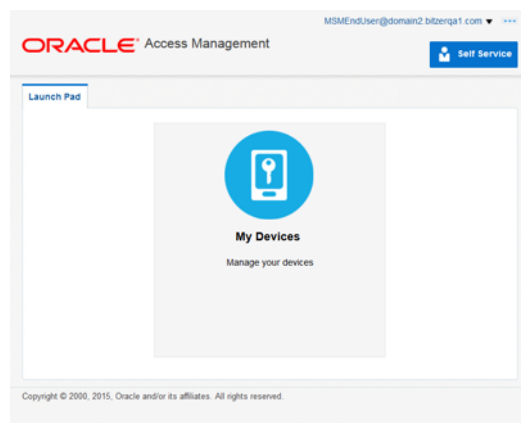 MSMEndUser@domain2.bitzerqa1.com
ORACLE Access Management
Self Service
Launch Pad
My Devices
Manage your devices
Copyright © 2000, 2015, Oracle and/or its affiliates. All rights reserved.